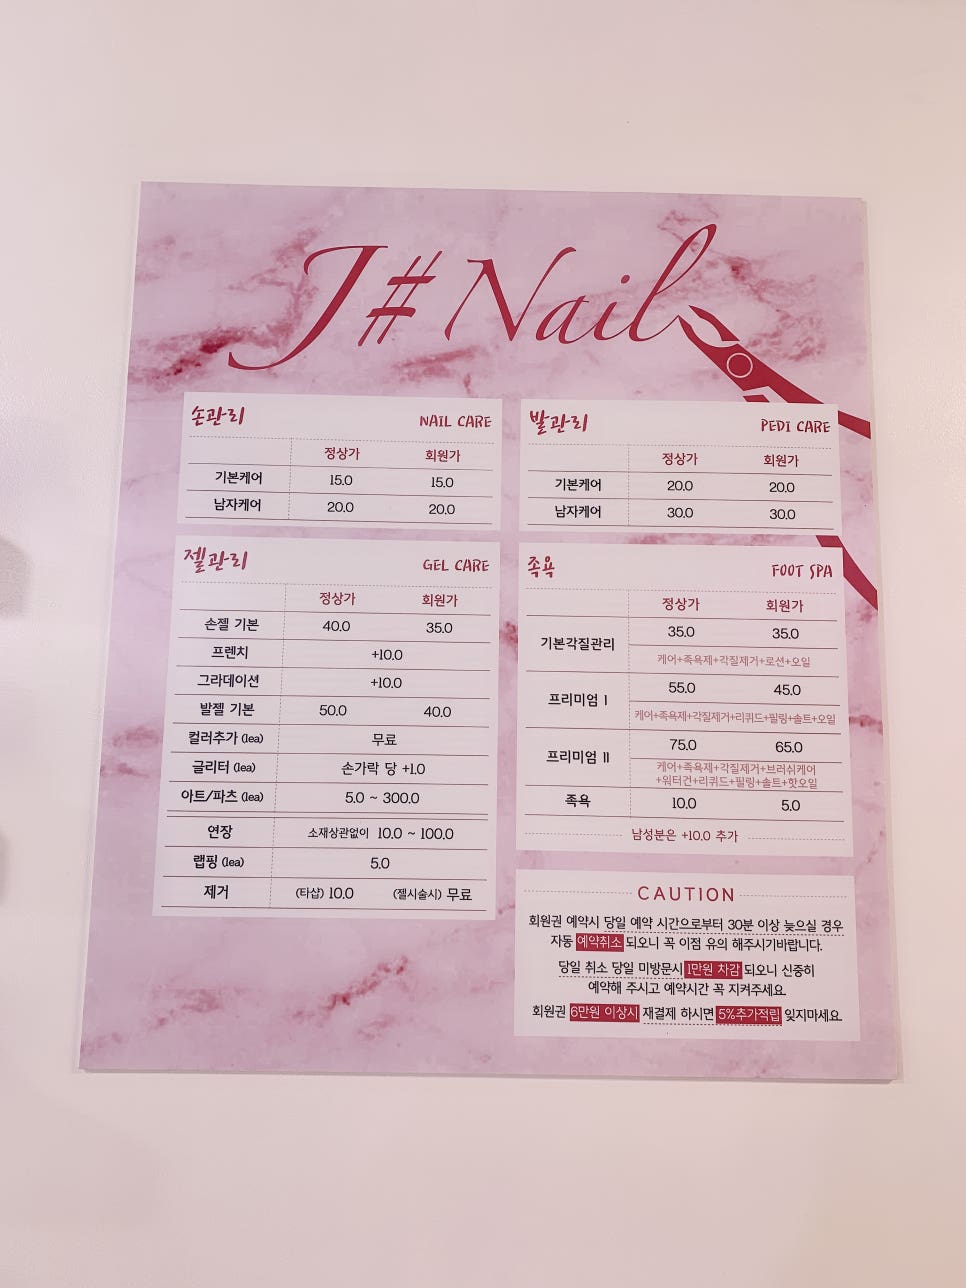 J# Nail
손관리 NAIL CARE
정상가 회원가
기본케어 15.0 15.0
남자케어 20.0 20.0
발관리 PEDI CARE
정상가 회원가
기본케어 20.0 20.0
남자케어 30.0 30.0
젤관리 GEL CARE
정상가 회원가
손젤 기본 40.0 35.0
프렌치 +10.0
그라데이션 +10.0
발젤 기본 50.0 40.0
컬러추가 (1ea) 무료
글리터 (1ea) 손가락 당 +1.0
아트/파츠 (1ea) 5.0 ~ 300.0
연장 소재상관없이 10.0 ~ 100.0
랩핑 (1ea) 5.0
제거 (타샵) 10.0 (젤시술시) 무료
족욕 FOOT SPA
정상가 회원가
기본각질관리 35.0 35.0
케어+족욕제+각질제거+로션+오일
프리미엄 I 55.0 45.0
케어+족욕제+각질제거+리퀴드+필링+솔트+오일
프리미엄 II 75.0 65.0
케어+족욕제+각질제거+브러쉬케어
+워터건+리퀴드+필링+솔트+핫오일
족욕 10.0 5.0
남성분은 +10.0 추가
CAUTION
회원권 예약시 당일 예약 시간으로부터 30분 이상 늦으실 경우
자동 예약취소 되오니 꼭 이점 유의 해주시기바랍니다.
당일 취소 당일 미방문시 1만원 차감 되오니 신중히
예약해 주시고 예약시간 꼭 지켜주세요.
회원권 6만원 이상시 재결제 하시면 5%추가적립 잊지마세요.